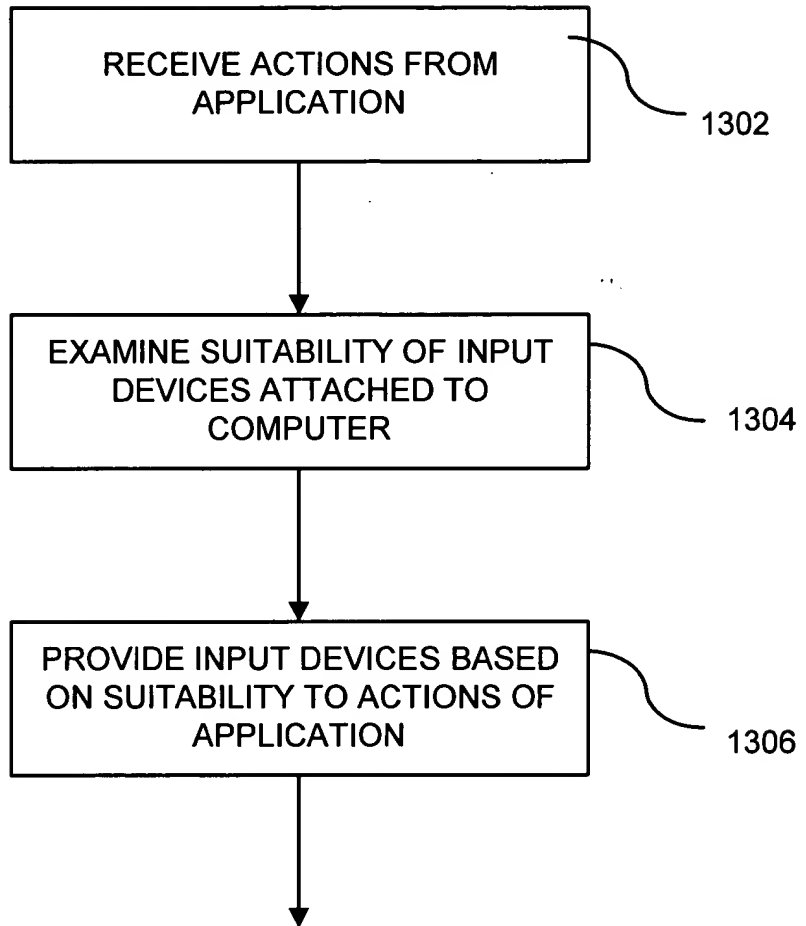 RECEIVE ACTIONS FROM
APPLICATION
1302
EXAMINE SUITABILITY OF INPUT
DEVICES ATTACHED TO
COMPUTER
1304
PROVIDE INPUT DEVICES BASED
ON SUITABILITY TO ACTIONS OF
APPLICATION
1306